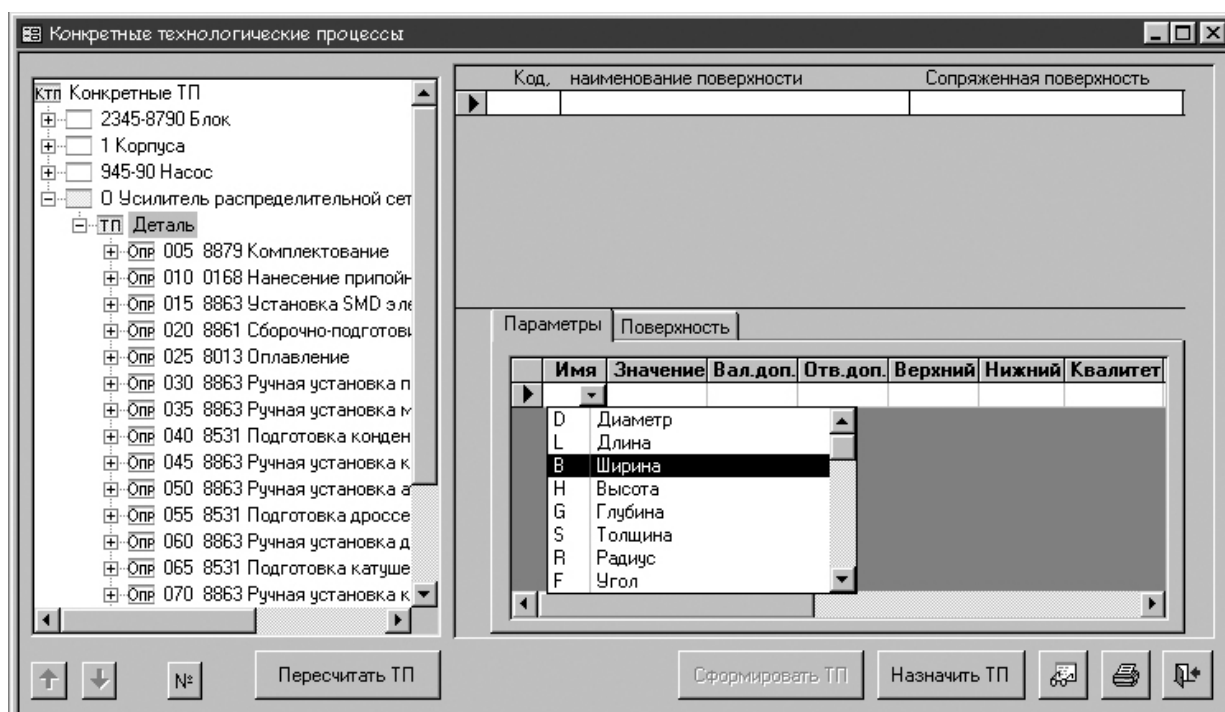 Конкретные технологические процессы
Ктп Конкретные ТП
2345-8790 Блок
1 Корпуса
945-90 Насос
0 Усилитель распределительной сет
ТП Деталь
Опр 005 8879 Комплектование
Опр 010 0168 Нанесение припойн
Опр 015 8863 Установка SMD эле
Опр 020 8861 Сборочно-подготови
Опр 025 8013 Оплавление
Опр 030 8863 Ручная установка п
Опр 035 8863 Ручная установка м
Опр 040 8531 Подготовка конден
Опр 045 8863 Ручная установка к
Опр 050 8863 Ручная установка а
Опр 055 8531 Подготовка дроссе
Опр 060 8863 Ручная установка д
Опр 065 8531 Подготовка катуше
Опр 070 8863 Ручная установка к
Код, наименование поверхности Сопряженная поверхность
Параметры Поверхность
Имя Значение Вал.доп. Отв.доп. Верхний Нижний Квалитет
D Диаметр
L Длина
B Ширина
H Высота
G Глубина
S Толщина
R Радиус
F Угол
№ Пересчитать ТП Сформировать ТП Назначить ТП